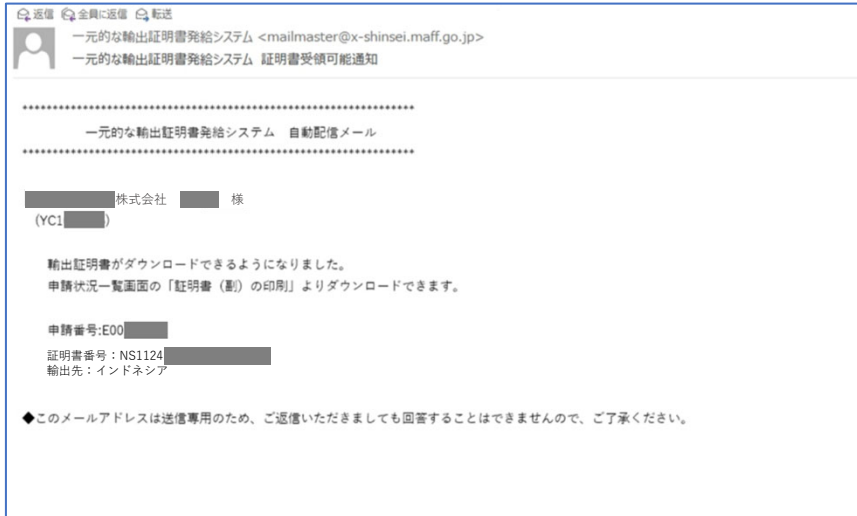 返信 全員に返信 転送
一元的な輸出証明書発給システム <mailmaster@x-shinsei.maff.go.jp>
一元的な輸出証明書発給システム 証明書受領可能通知
******************************************************************
一元的な輸出証明書発給システム　自動配信メール
******************************************************************
株式会社　様
(YC1 )
輸出証明書がダウンロードできるようになりました。
申請状況一覧画面の「証明書（副）の印刷」よりダウンロードできます。
申請番号:E00
証明書番号：NS1124
輸出先：インドネシア
◆このメールアドレスは送信専用のため、ご返信いただきましても回答することはできませんので、ご了承ください。